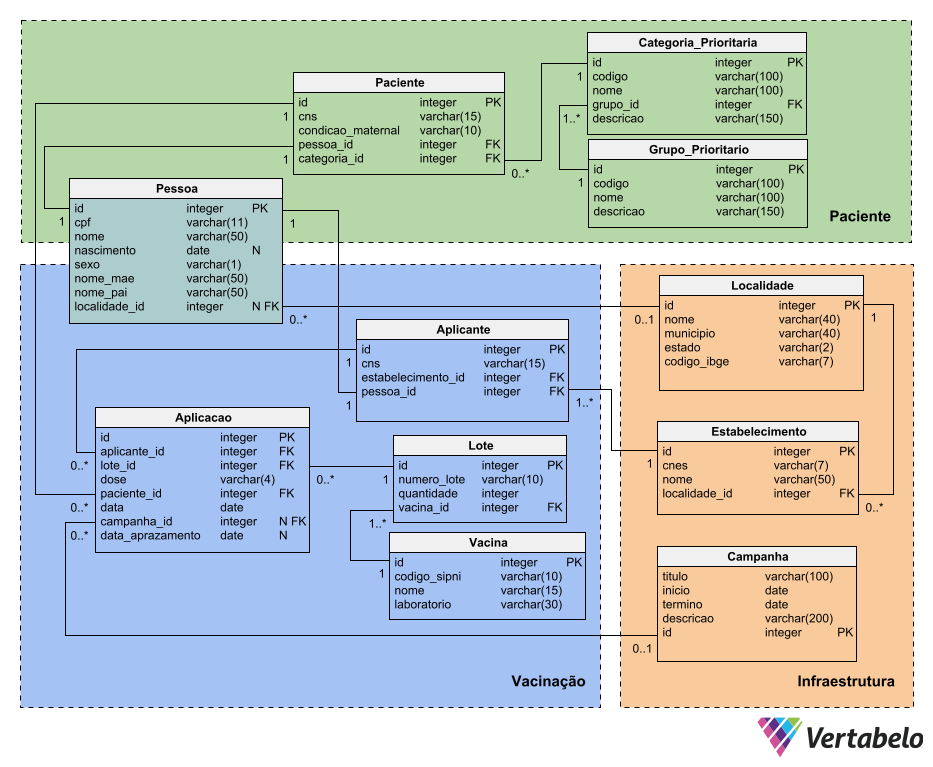 Categoria_Prioritaria
id integer PK
codigo varchar(100)
nome varchar(100)
grupo_id integer FK
descricao varchar(150)
1
1..*
Paciente
id integer PK
cns varchar(15)
condicao_maternal varchar(10)
pessoa_id integer FK
categoria_id integer FK
1
1
0..*
Grupo_Prioritario
id integer PK
codigo varchar(100)
nome varchar(100)
descricao varchar(150)
1
Paciente
Pessoa
id integer PK
cpf varchar(11)
nome varchar(50)
nascimento date N
sexo varchar(1)
nome_mae varchar(50)
nome_pai varchar(50)
localidade_id integer N FK
1
1
0..*
Localidade
id integer PK
nome varchar(40)
municipio varchar(40)
estado varchar(2)
codigo_ibge varchar(7)
0..1
1
Aplicante
id integer PK
cns varchar(15)
estabelecimento_id integer FK
pessoa_id integer FK
1
1
1..*
Aplicacao
id integer PK
aplicante_id integer FK
lote_id integer FK
dose varchar(4)
paciente_id integer FK
data date
campanha_id integer N FK
data_aprazamento date N
0..*
0..*
0..*
0..*
Lote
id integer PK
numero_lote varchar(10)
quantidade integer
vacina_id integer FK
1
1..*
Estabelecimento
id integer PK
cnes varchar(7)
nome varchar(50)
localidade_id integer FK
1
0..*
Vacina
id integer PK
codigo_sipni varchar(10)
nome varchar(15)
laboratorio varchar(30)
1
Campanha
titulo varchar(100)
inicio date
termino date
descricao varchar(200)
id integer PK
0..1
Vacinação
Infraestrutura
Vertabelo